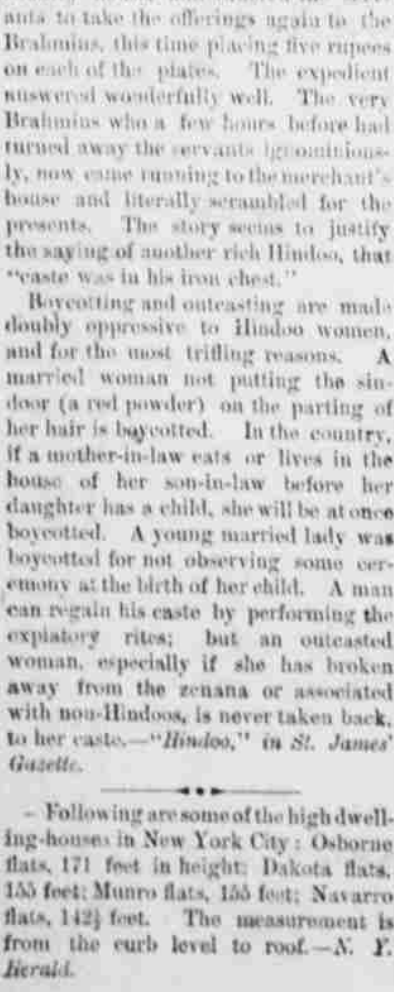 ants to take the offerings again to the
Brahmins, this time placing five rupees
on each of the plates. The expedient
answered wonderfully well. The very
Brahmins who a few hours before had
turned away the servants ignominious-
ly, now came running to the merchant's
house and literally scrambled for the
presents. The story seems to justify
the saying of another rich Hindoo, that
"caste was in his iron chest."
Boycotting and outcasting are made
doubly oppressive to Hindoo women,
and for the most trifling reasons. A
married woman not putting the sin-
door (a red powder) on the parting of
her hair is boycotted. In the country,
if a mother-in-law eats or lives in the
house of her son-in-law before her
daughter has a child, she will be at once
boycotted. A young married lady was
boycotted for not observing some cer-
emony at the birth of her child. A man
can regain his caste by performing the
expiatory rites; but an outcasted
woman, especially if she has broken
away from the zenana or associated
with non-Hindoos, is never taken back,
to her caste.—"Hindoo," in St. James'
Gazette.
– Following are some of the high dwell-
ing-houses in New York City: Osborne
flats, 171 feet in height; Dakota flats,
155 feet; Munro flats, 155 feet; Navarro
flats, 142½ feet. The measurement is
from the curb level to roof.—N. Y.
Herald.